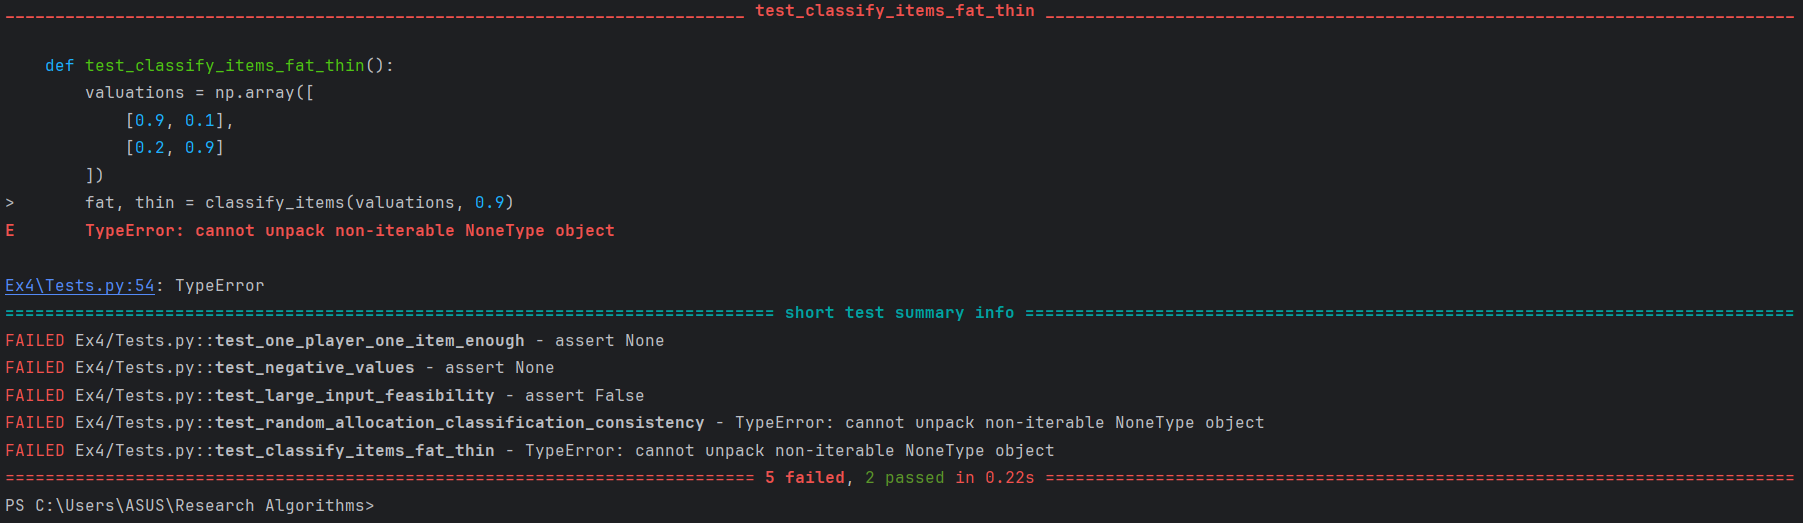 __________________________________________________________________________ test_classify_items_fat_thin ___________________________________________________________________________
    def test_classify_items_fat_thin():
        valuations = np.array([
            [0.9, 0.1],
            [0.2, 0.9]
        ])
>       fat, thin = classify_items(valuations, 0.9)
E       TypeError: cannot unpack non-iterable NoneType object
Ex4\Tests.py:54: TypeError
============================================================================= short test summary info =============================================================================
FAILED Ex4/Tests.py::test_one_player_one_item_enough - assert None
FAILED Ex4/Tests.py::test_negative_values - assert None
FAILED Ex4/Tests.py::test_large_input_feasibility - assert False
FAILED Ex4/Tests.py::test_random_allocation_classification_consistency - TypeError: cannot unpack non-iterable NoneType object
FAILED Ex4/Tests.py::test_classify_items_fat_thin - TypeError: cannot unpack non-iterable NoneType object
=========================================================================== 5 failed, 2 passed in 0.22s ===========================================================================
PS C:\Users\ASUS\Research Algorithms>